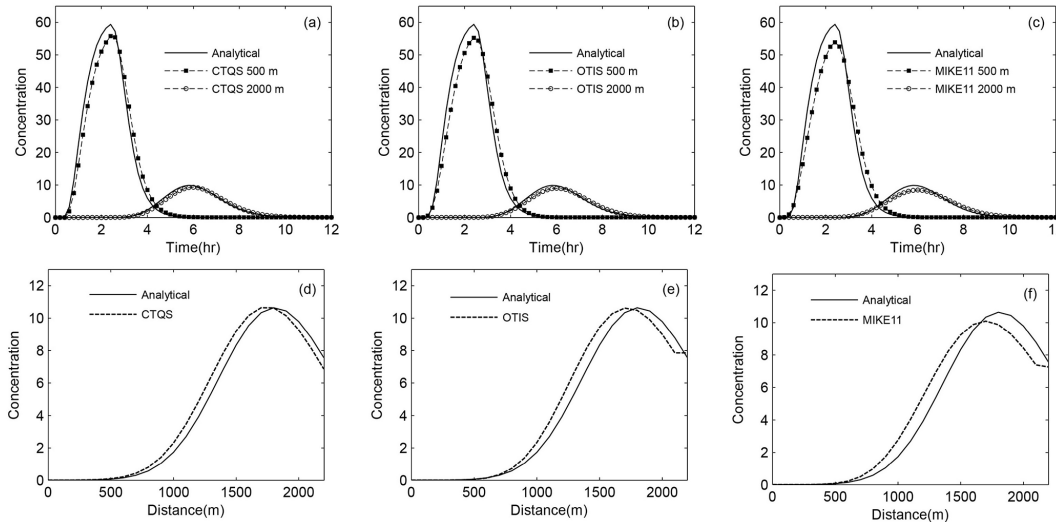 (a)
Analytical
CTQS 500 m
CTQS 2000 m
60
50
40
30
20
10
0
Concentration
0 2 4 6 8 10 12
Time(hr)
(b)
Analytical
OTIS 500 m
OTIS 2000 m
60
50
40
30
20
10
0
Concentration
0 2 4 6 8 10 12
Time(hr)
(c)
Analytical
MIKE11 500 m
MIKE11 2000 m
60
50
40
30
20
10
0
Concentration
0 2 4 6 8 10 12
Time(hr)
(d)
Analytical
CTQS
12
10
8
6
4
2
0
Concentration
0 500 1000 1500 2000
Distance(m)
(e)
Analytical
OTIS
12
10
8
6
4
2
0
Concentration
0 500 1000 1500 2000
Distance(m)
(f)
Analytical
MIKE11
12
10
8
6
4
2
0
Concentration
0 500 1000 1500 2000
Distance(m)